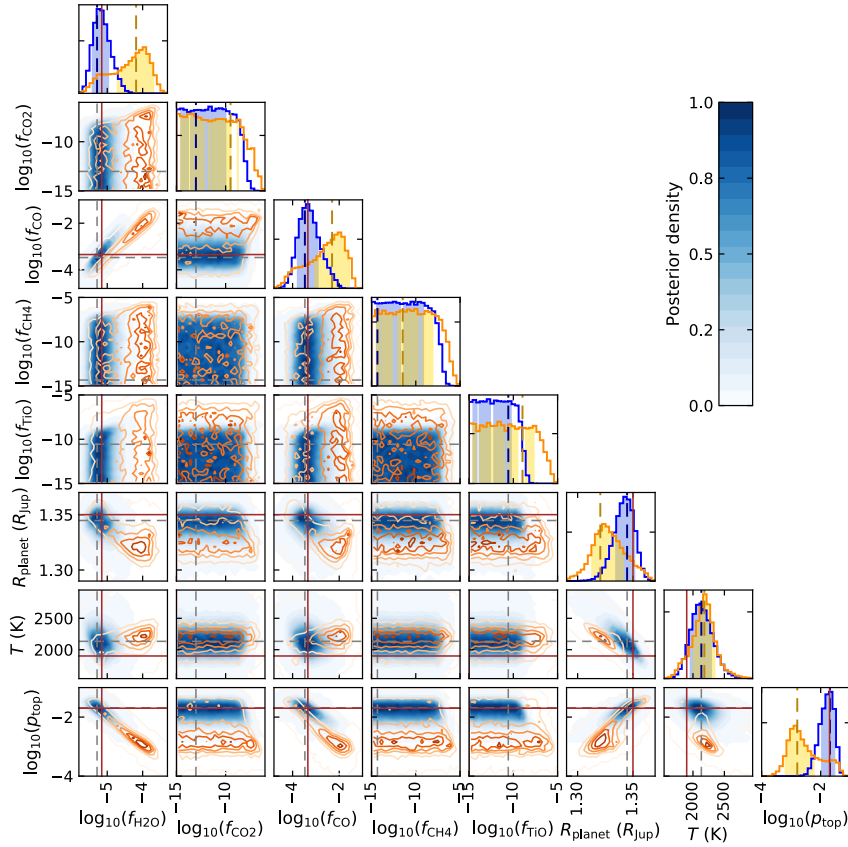 1.0
0.8
0.5
0.2
0.0
Posterior density
log10(fCO2)
−10
−15
log10(fCO)
−2
−4
log10(fCH4)
−5
−10
−15
log10(fTiO)
−5
−10
−15
Rplanet (RJup)
1.35
1.30
T (K)
2500
2000
log10(ptop)
−2
−4
−5 −4
−15 −10
−4 −2
−15 −10 −5
−15 −10 −5
1.30 1.35
2000 2500
−4 −2
log10(fH2O) log10(fCO2) log10(fCO) log10(fCH4) log10(fTiO) Rplanet (RJup) T (K) log10(ptop)